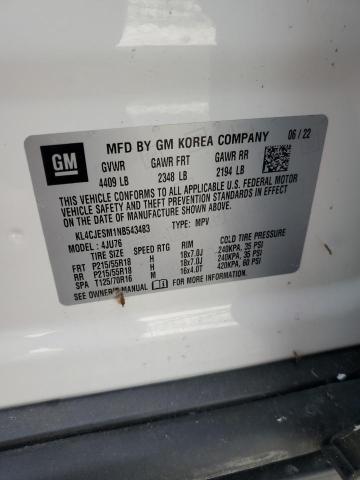 GM
MFD BY GM KOREA COMPANY 06/22
GVWR GAWR FRT GAWR RR
4409 LB 2348 LB 2194 LB
THIS VEHICLE CONFORMS TO ALL APPLICABLE U.S. FEDERAL MOTOR
VEHICLE SAFETY, BUMPER, AND THEFT PREVENTION STANDARDS IN EFFECT ON THE
DATE OF MANUFACTURE SHOWN ABOVE.
KL4CJESM1NB543483 TYPE: MPV
MODEL: 4JU76
TIRE SIZE SPEED RTG RIM COLD TIRE PRESSURE
FRT P215/55R18 H 18x7.0J 240KPA, 35 PSI
RR P215/55R18 H 18x7.0J 240KPA, 35 PSI
SPA T125/70R16 M 16x4.0T 420KPA, 60 PSI
SEE OWNER'S MANUAL FOR MORE INFORMATION.